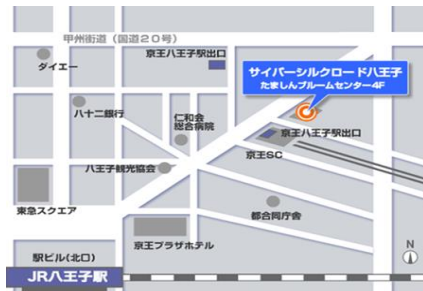 甲州街道（国道２０号）
京王八王子駅出口
ダイエー
サイバーシルクロード八王子
たましんブルームセンター4F
八十二銀行
仁和会
総合病院
京王八王子駅出口
京王SC
八王子観光協会
東急スクエア
都合同庁舎
京王プラザホテル
N
駅ビル(北口)
JR八王子駅